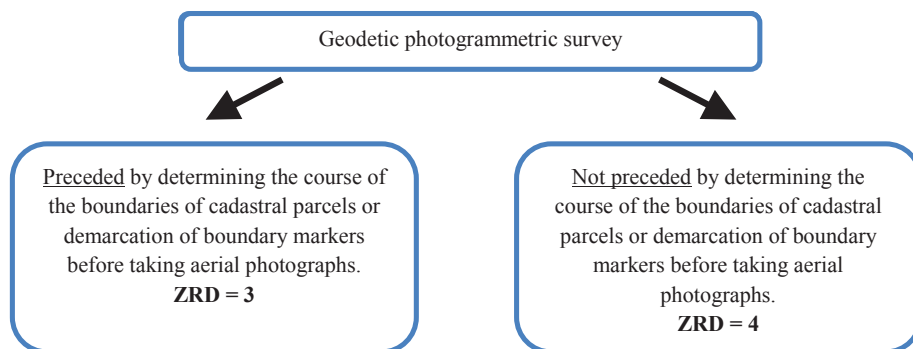 Geodetic photogrammetric survey
Preceded by determining the course of
the boundaries of cadastral parcels or
demarcation of boundary markers
before taking aerial photographs.
ZRD = 3
Not preceded by determining the
course of the boundaries of cadastral
parcels or demarcation of boundary
markers before taking aerial
photographs.
ZRD = 4